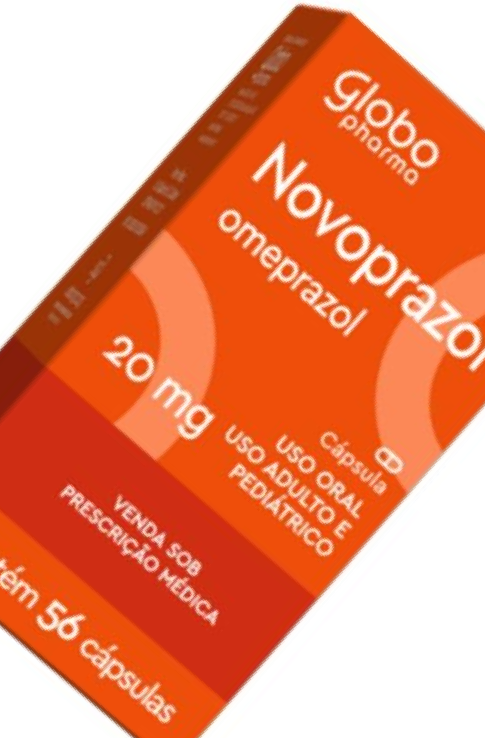 Globo
pharma
Novoprazol
omeprazol
20 mg
Cápsula
USO ORAL
USO ADULTO E
PEDIÁTRICO
VENDA SOB
PRESCRIÇÃO MÉDICA
tém 56 cápsulas